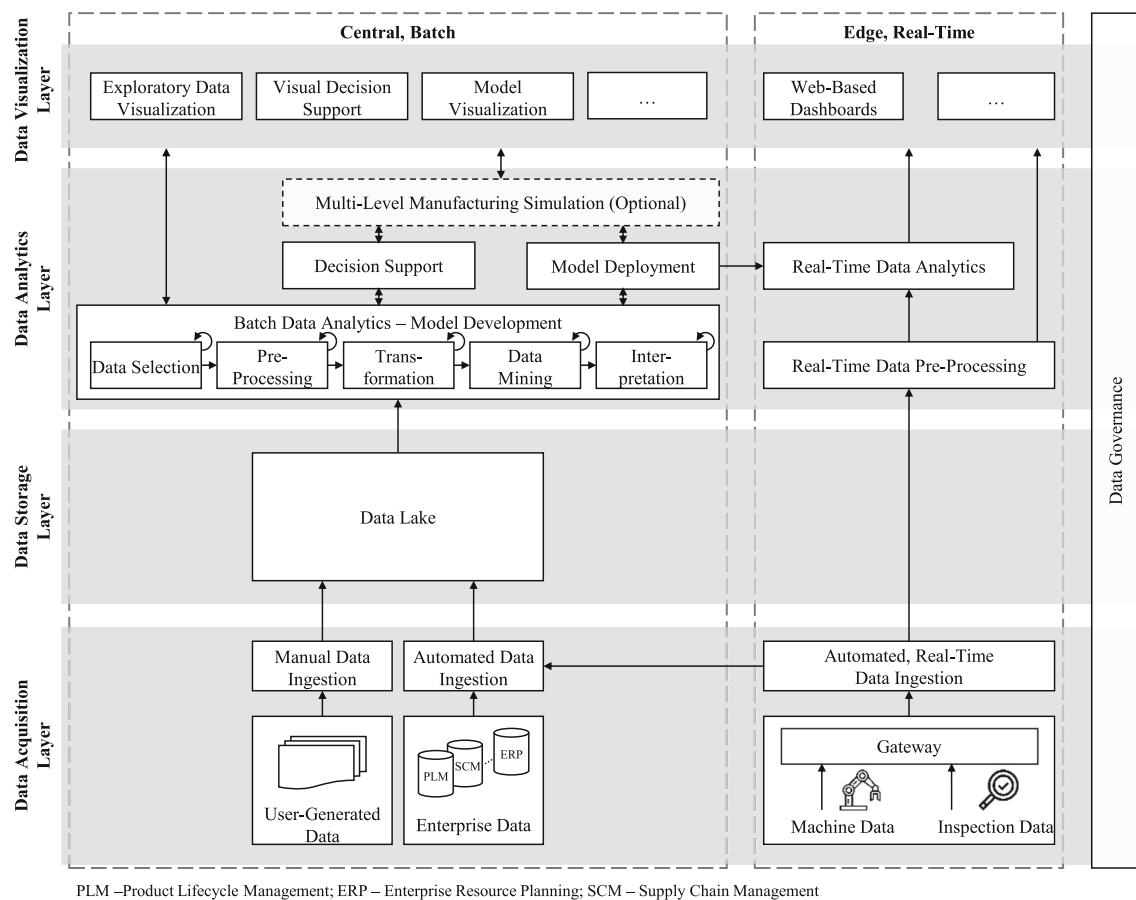 Central, Batch
Edge, Real-Time
Data Visualization
Layer
Exploratory Data
Visualization
Visual Decision
Support
Model
Visualization
...
Web-Based
Dashboards
...
Data Analytics
Layer
Multi-Level Manufacturing Simulation (Optional)
Decision Support
Model Deployment
Real-Time Data Analytics
Batch Data Analytics – Model Development
Data Selection
Pre-
Processing
Trans-
formation
Data
Mining
Inter-
pretation
Real-Time Data Pre-Processing
Data Governance
Data Storage
Layer
Data Lake
Data Acquisition
Layer
Manual Data
Ingestion
Automated Data
Ingestion
Automated, Real-Time
Data Ingestion
PLM
SCM
ERP
User-Generated
Data
Enterprise Data
Gateway
Machine Data
Inspection Data
PLM –Product Lifecycle Management; ERP – Enterprise Resource Planning; SCM – Supply Chain Management